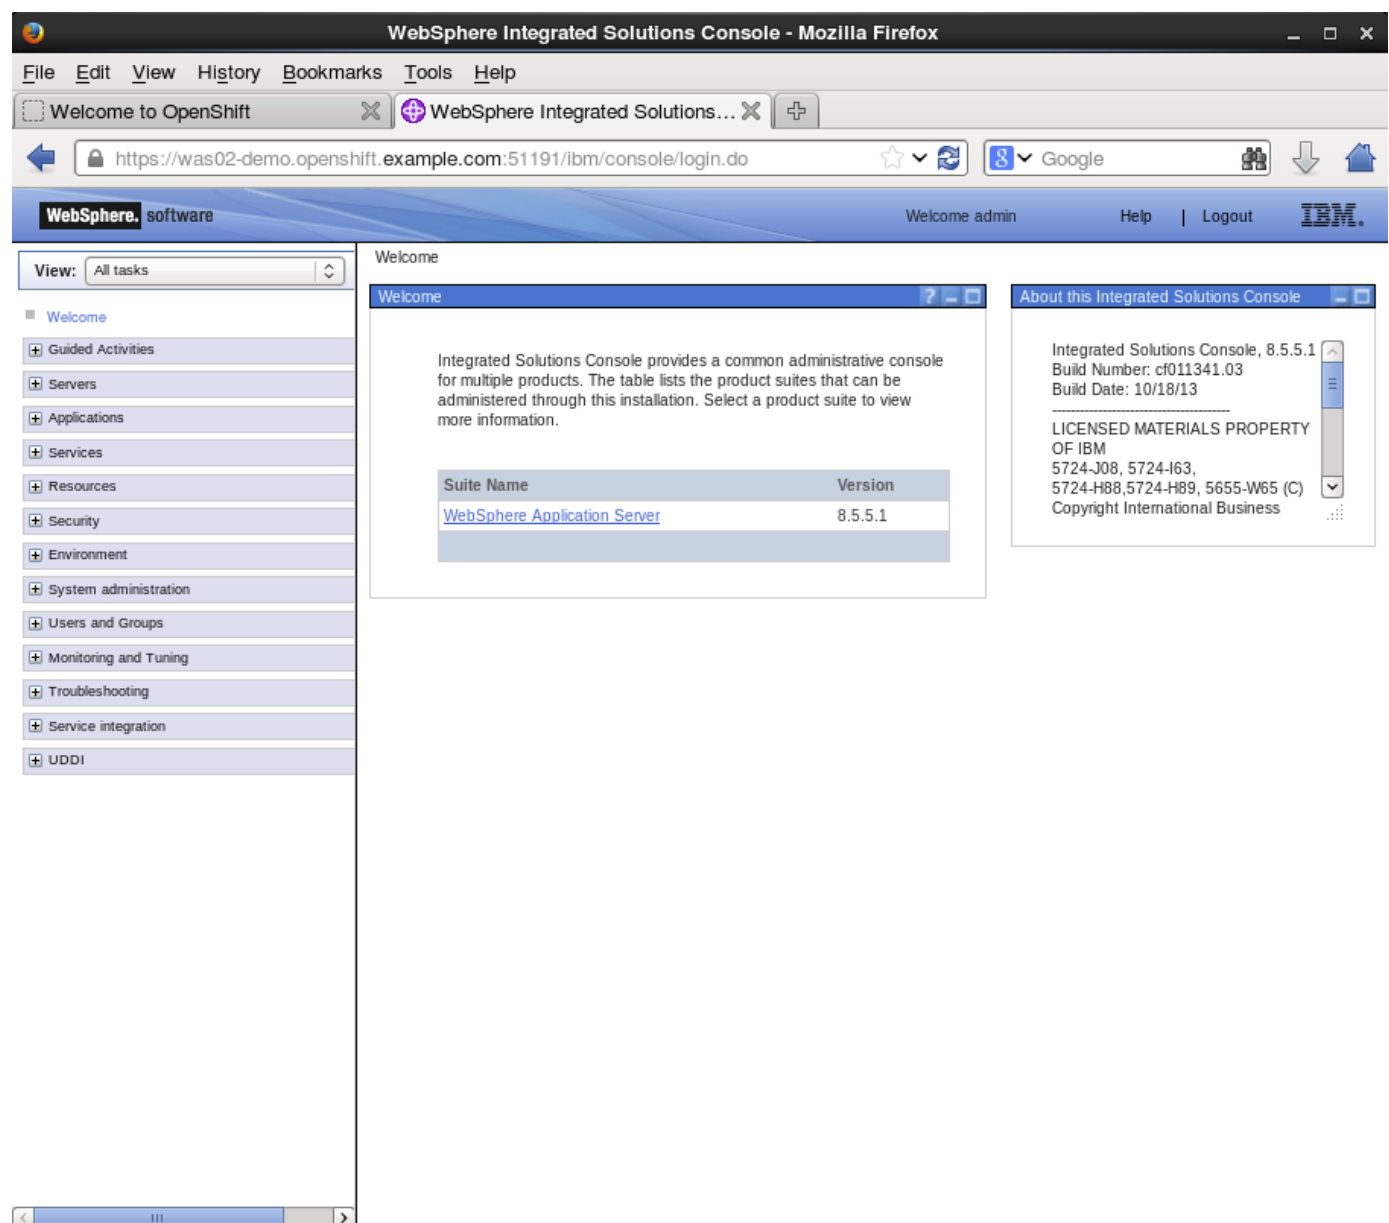 WebSphere Integrated Solutions Console - Mozilla Firefox
File Edit View History Bookmarks Tools Help
Welcome to OpenShift
WebSphere Integrated Solutions...
https://was02-demo.openshift.example.com:51191/ibm/console/login.do
8 Google
WebSphere. software
Welcome admin Help | Logout IBM.
View: All tasks
Welcome
Guided Activities
Servers
Applications
Services
Resources
Security
Environment
System administration
Users and Groups
Monitoring and Tuning
Troubleshooting
Service integration
UDDI
Welcome
Welcome ?
Integrated Solutions Console provides a common administrative console
for multiple products. The table lists the product suites that can be
administered through this installation. Select a product suite to view
more information.
Suite Name Version
WebSphere Application Server 8.5.5.1
About this Integrated Solutions Console
Integrated Solutions Console, 8.5.5.1
Build Number: cf011341.03
Build Date: 10/18/13
----------------------------------------
LICENSED MATERIALS PROPERTY
OF IBM
5724-J08, 5724-I63,
5724-H88,5724-H89, 5655-W65 (C)
Copyright International Business